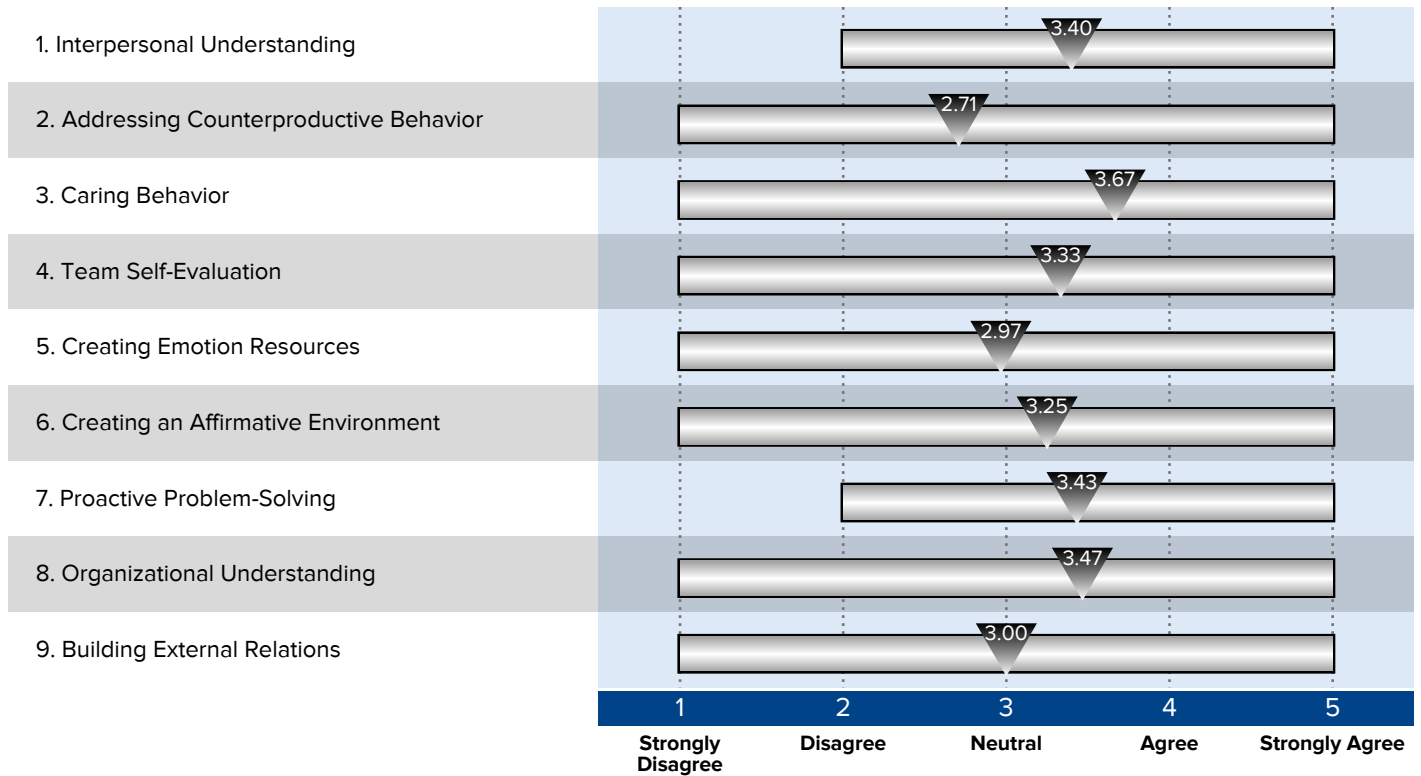 1. Interpersonal Understanding
3.40
2. Addressing Counterproductive Behavior
2.71
3. Caring Behavior
3.67
4. Team Self-Evaluation
3.33
5. Creating Emotion Resources
2.97
6. Creating an Affirmative Environment
3.25
7. Proactive Problem-Solving
3.43
8. Organizational Understanding
3.47
9. Building External Relations
3.00
1 2 3 4 5
Strongly Disagree Neutral Agree Strongly Agree
Disagree